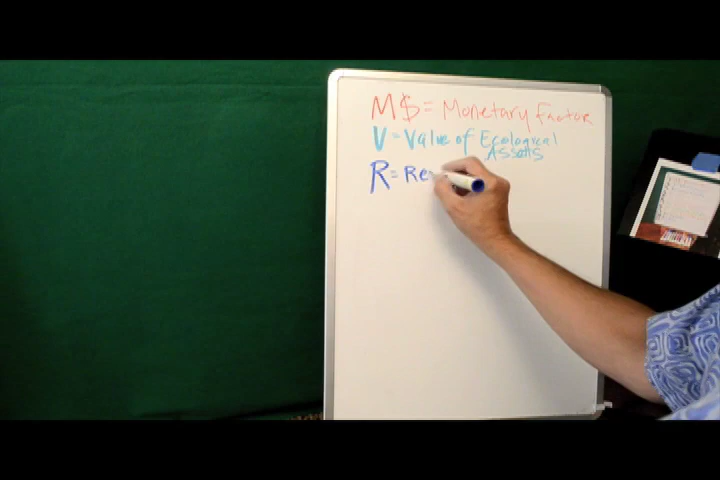 M$ = Monetary Factor
V = Value of Ecological
Assets
R = Re